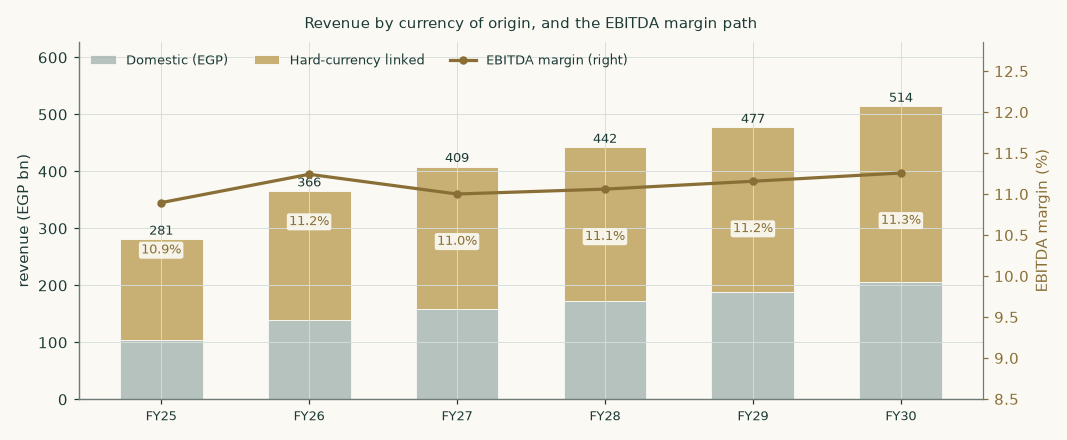 Revenue by currency of origin, and the EBITDA margin path
Domestic (EGP)
Hard-currency linked
EBITDA margin (right)
revenue (EGP bn)
600
500
400
300
200
100
0
281
366
409
442
477
514
10.9%
11.2%
11.0%
11.1%
11.2%
11.3%
FY25
FY26
FY27
FY28
FY29
FY30
12.5
12.0
11.5
11.0
10.5
10.0
9.5
9.0
8.5
EBITDA margin (%)